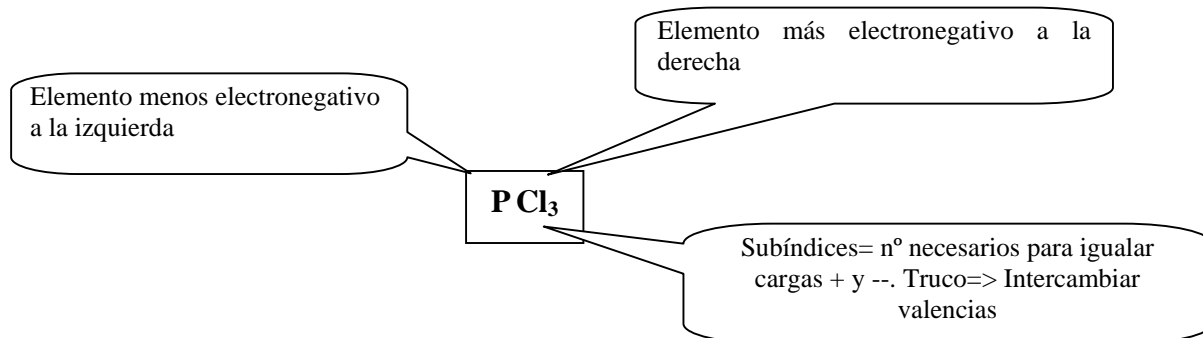 Elemento más electronegativo a la
derecha
Elemento menos electronegativo
a la izquierda
P Cl₃
Subíndices= nº necesarios para igualar
cargas + y --. Truco=> Intercambiar
valencias